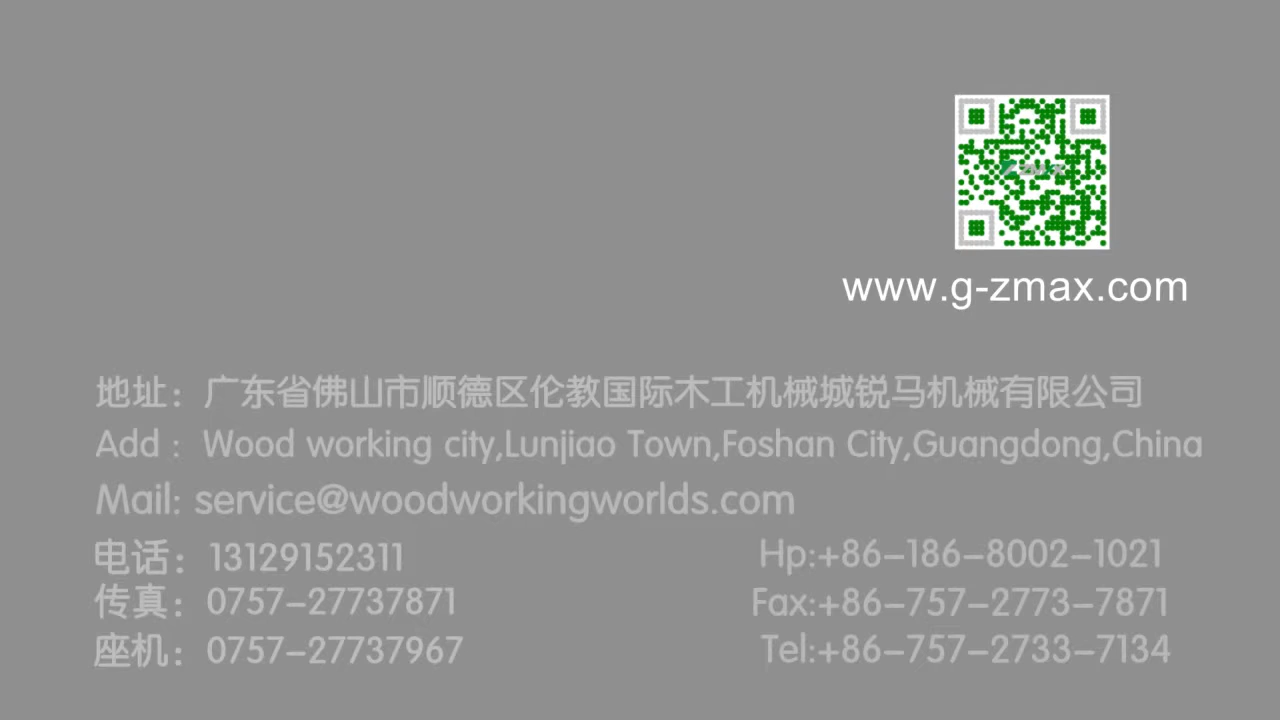 ZMAX
www.g-zmax.com
地址：广东省佛山市顺德区伦教国际木工机械城锐马机械有限公司
Add : Wood working city,Lunjiao Town,Foshan City,Guangdong,China
Mail: service@woodworkingworlds.com
电话：13129152311 Hp:+86-186-8002-1021
传真：0757-27737871 Fax:+86-757-2773-7871
座机：0757-27737967 Tel:+86-757-2733-7134